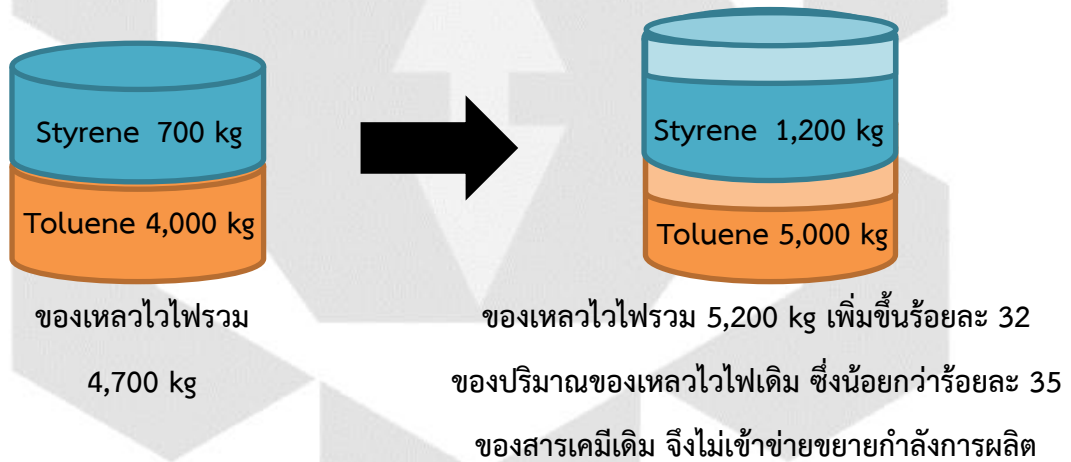 Styrene 700 kg
Toluene 4,000 kg
ของเหลวไวไฟรวม
4,700 kg
Styrene 1,200 kg
Toluene 5,000 kg
ของเหลวไวไฟรวม 5,200 kg เพิ่มขึ้นร้อยละ 32
ของปริมาณของเหลวไวไฟเดิม ซึ่งน้อยกว่าร้อยละ 35
ของสารเคมีเดิม จึงไม่เข้าข่ายขยายกำลังการผลิต